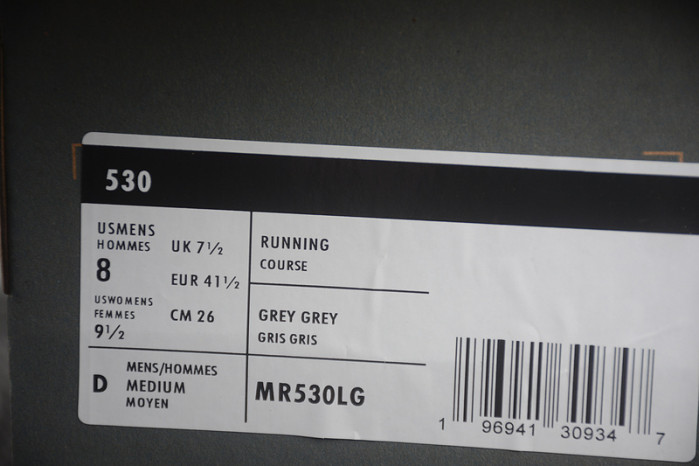 530
USMENS
HOMMES
8
UK 7½
EUR 41½
USWOMENS
FEMMES
9½
CM 26
RUNNING
COURSE
GREY GREY
GRIS GRIS
D
MENS/HOMMES
MEDIUM
MOYEN
MR530LG
1 96941 30934 7